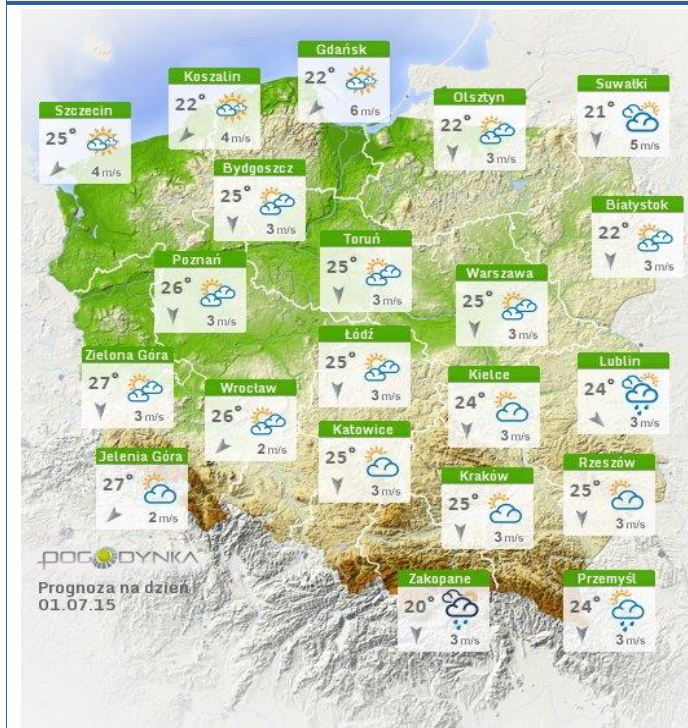 Gdańsk
22°
6 m/s
Koszalin
22°
4 m/s
Szczecin
25°
4 m/s
Olsztyn
22°
3 m/s
Suwałki
21°
5 m/s
Bydgoszcz
25°
3 m/s
Białystok
22°
3 m/s
Toruń
25°
3 m/s
Poznań
26°
3 m/s
Warszawa
25°
3 m/s
Łódź
25°
3 m/s
Zielona Góra
27°
3 m/s
Wrocław
26°
2 m/s
Kielce
24°
3 m/s
Lublin
24°
3 m/s
Katowice
25°
3 m/s
Jelenia Góra
27°
2 m/s
Kraków
25°
3 m/s
Rzeszów
25°
3 m/s
POGODYNKA
Prognoza na dzień
01.07.15
Zakopane
20°
3 m/s
Przemyśl
24°
3 m/s